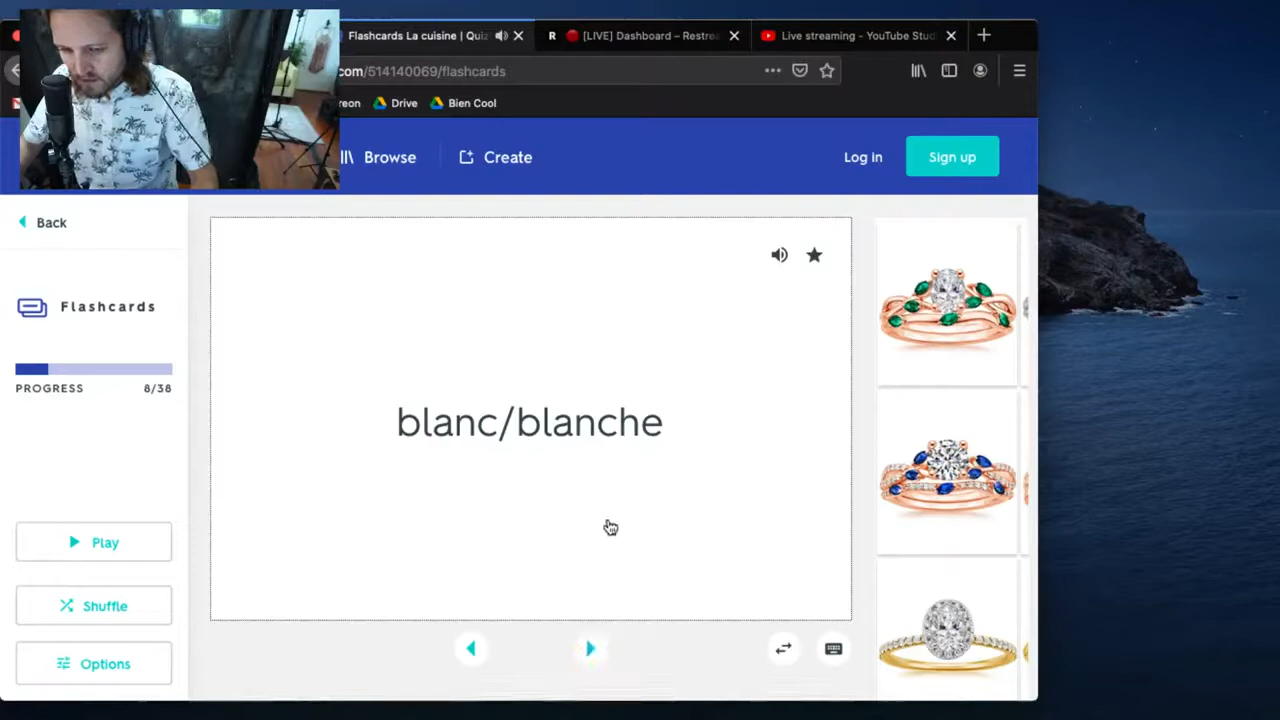 Flashcards La cuisine | Quiz
R [LIVE] Dashboard – Restrea
Live streaming - YouTube Stud
com/514140069/flashcards
reon
Drive
Bien Cool
Browse
Create
Log in
Sign up
Back
Flashcards
PROGRESS 8/38
blanc/blanche
Play
Shuffle
Options